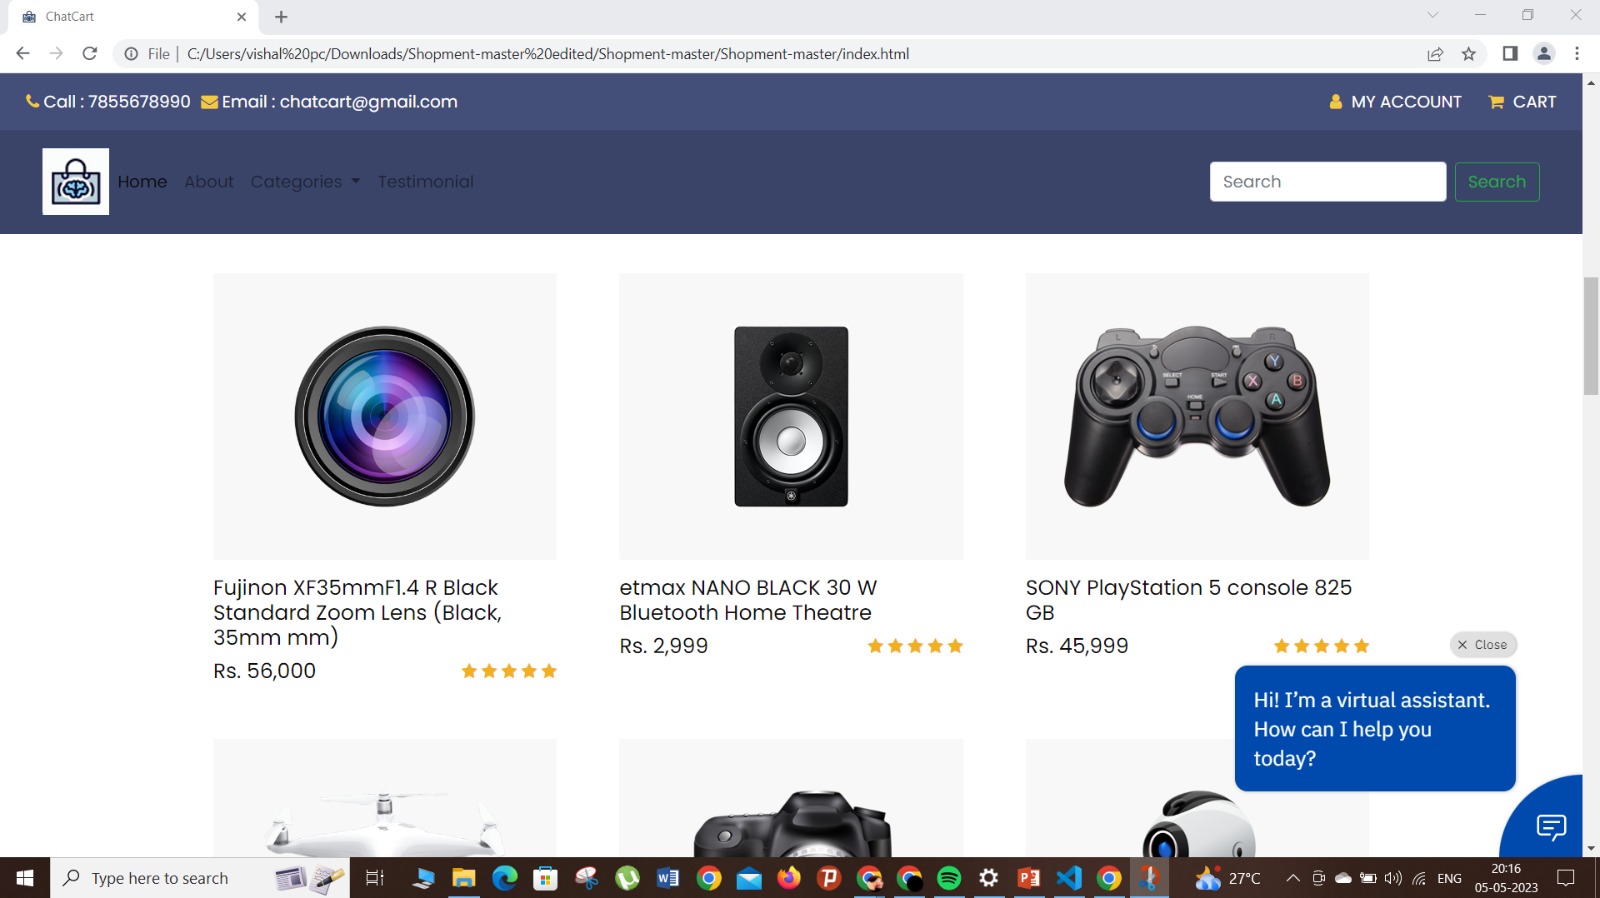 ChatCart
File | C:/Users/vishal%20pc/Downloads/Shopment-master%20edited/Shopment-master/Shopment-master/index.html
Call : 7855678990 Email : chatcart@gmail.com
MY ACCOUNT CART
Home About Categories Testimonial
Search Search
L R
SELECT START
HOME
Y
X B
A
Fujinon XF35mmF1.4 R Black
Standard Zoom Lens (Black,
35mm mm)
Rs. 56,000
etmax NANO BLACK 30 W
Bluetooth Home Theatre
Rs. 2,999
SONY PlayStation 5 console 825
GB
Rs. 45,999
Close
Hi! I’m a virtual assistant.
How can I help you
today?
Type here to search
27°C
ENG
20:16
05-05-2023